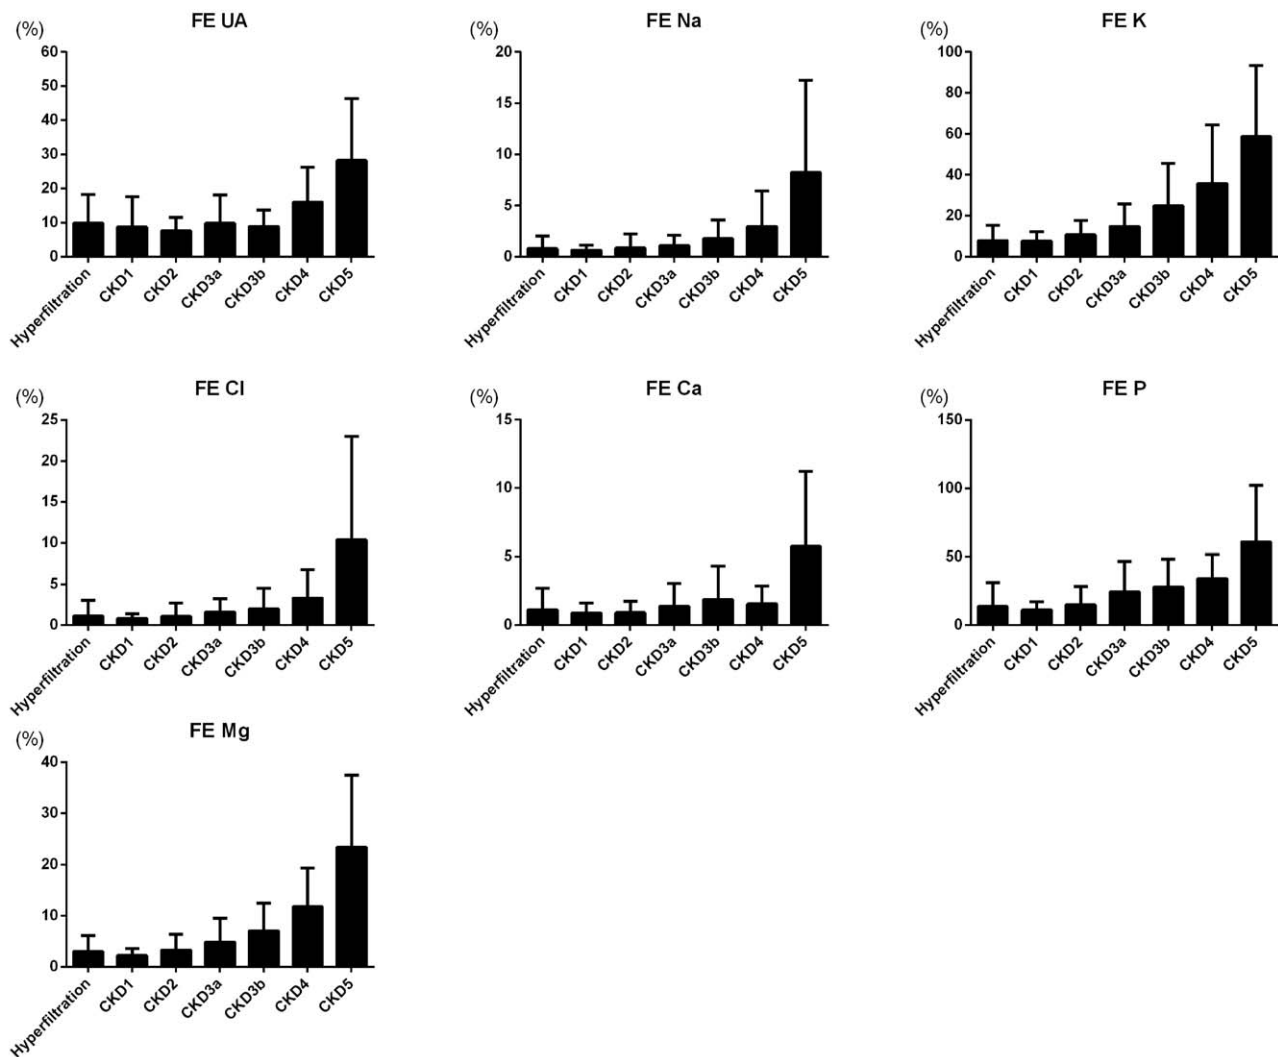 FE UA
(%)
60
50
40
30
20
10
0
Hyperfiltration
CKD1
CKD2
CKD3a
CKD3b
CKD4
CKD5
FE Na
(%)
20
15
10
5
0
Hyperfiltration
CKD1
CKD2
CKD3a
CKD3b
CKD4
CKD5
FE K
(%)
100
80
60
40
20
0
Hyperfiltration
CKD1
CKD2
CKD3a
CKD3b
CKD4
CKD5
FE Cl
(%)
25
20
15
10
5
0
Hyperfiltration
CKD1
CKD2
CKD3a
CKD3b
CKD4
CKD5
FE Ca
(%)
15
10
5
0
Hyperfiltration
CKD1
CKD2
CKD3a
CKD3b
CKD4
CKD5
FE P
(%)
150
100
50
0
Hyperfiltration
CKD1
CKD2
CKD3a
CKD3b
CKD4
CKD5
FE Mg
(%)
40
30
20
10
0
Hyperfiltration
CKD1
CKD2
CKD3a
CKD3b
CKD4
CKD5